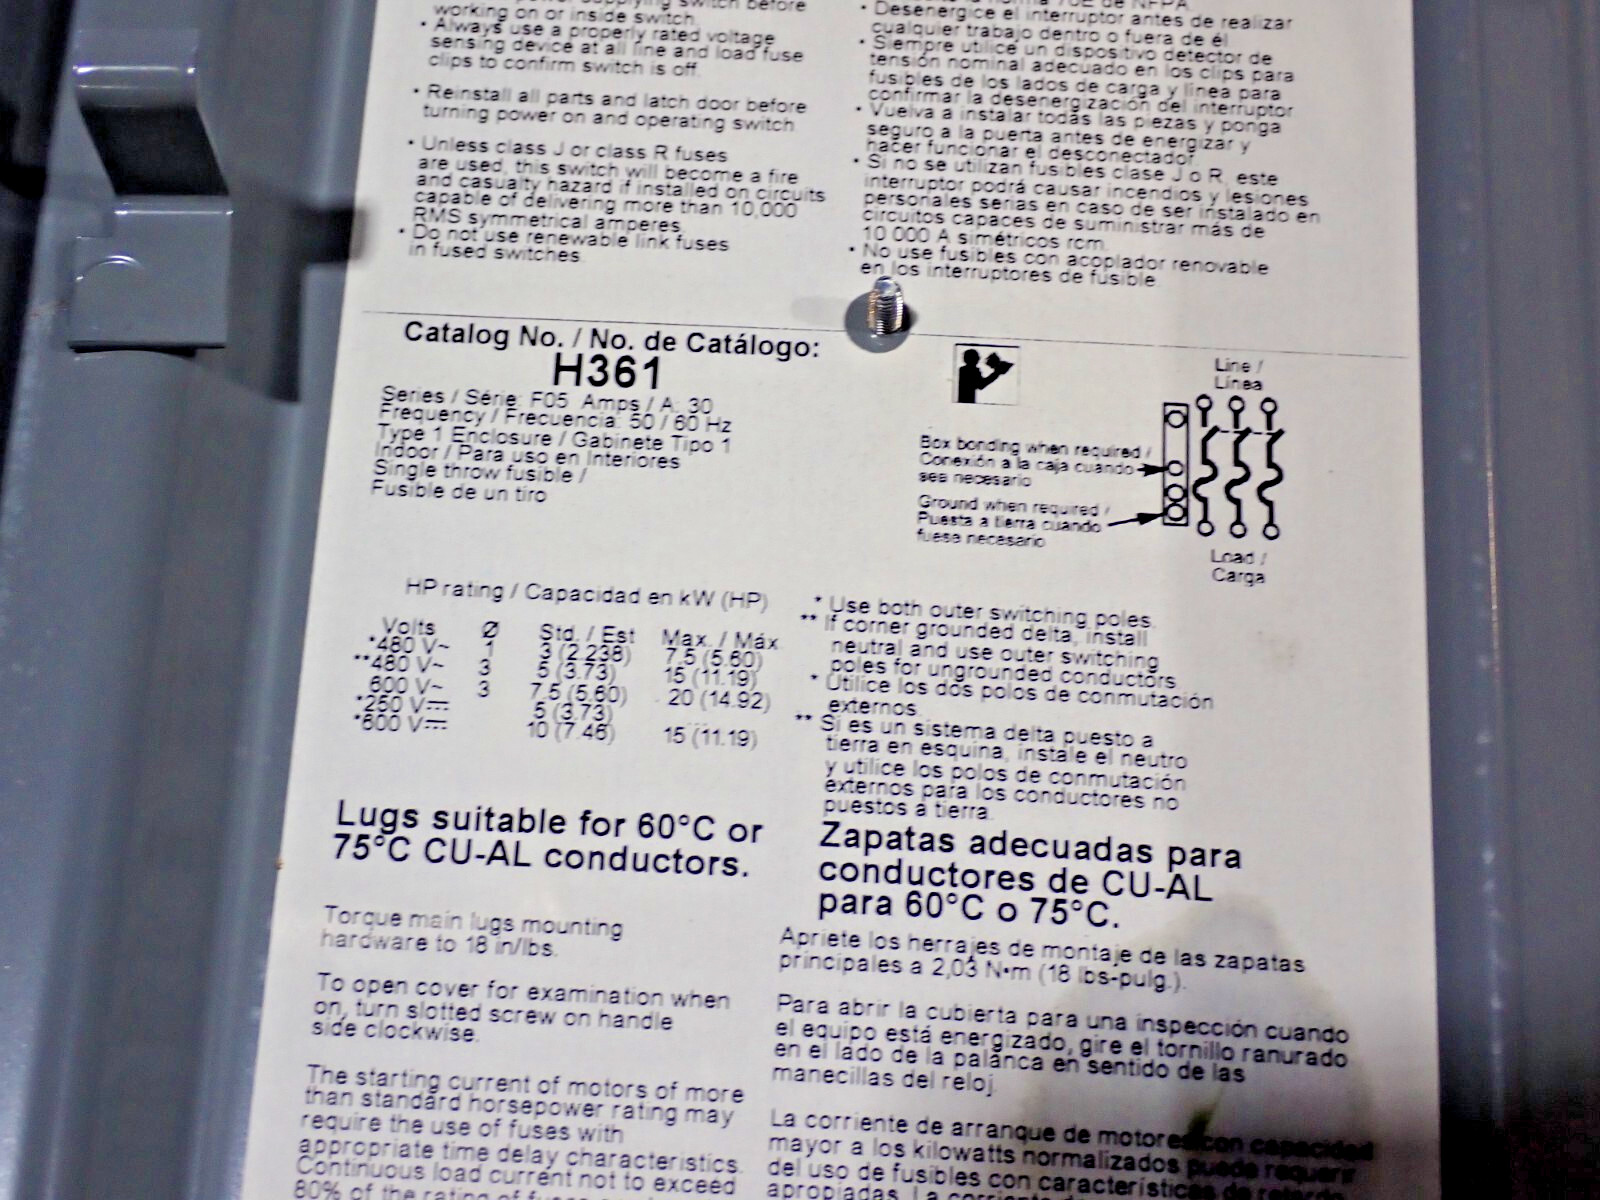 working on or inside switch.
• Always use a properly rated voltage
sensing device at all line and load fuse
clips to confirm switch is off.
• Reinstall all parts and latch door before
turning power on and operating switch.
• Unless class J or class R fuses
are used, this switch will become a fire
and casualty hazard if installed on circuits
capable of delivering more than 10,000
RMS symmetrical amperes.
• Do not use renewable link fuses
in fused switches.
• Desenergice el interruptor antes de realizar
cualquier trabajo dentro o fuera de él
• Siempre utilice un dispositivo detector de
tensión nominal adecuado en los clips para
fusibles de los lados de carga y línea para
confirmar la desenergización del interruptor
• Vuelva a instalar todas las piezas y ponga
seguro a la puerta antes de energizar y
hacer funcionar el desconectador.
• Si no se utilizan fusibles clase J o R, este
interruptor podrá causar incendios y lesiones
personales serias en caso de ser instalado en
circuitos capaces de suministrar más de
10 000 A simétricos rcm.
• No use fusibles con acoplador renovable
en los interruptores de fusible.
Catalog No. / No. de Catálogo:
H361
Series / Série: F05 Amps / A: 30
Frequency / Frecuencia: 50 / 60 Hz
Type 1 Enclosure / Gabinete Tipo 1
Indoor / Para uso en Interiores
Single throw fusible /
Fusible de un tiro
Line /
Línea
Box bonding when required /
Conexión a la caja cuando
sea necesario
Ground when required /
Puesta a tierra cuando
fuese necesario
Load /
Carga
HP rating / Capacidad en kW (HP)
Volts Ø Std. / Est Max. / Máx
*480 V~ 1 3 (2.238) 7.5 (5.60)
**480 V~ 3 5 (3.73) 15 (11.19)
600 V~ 3 7.5 (5.60) 20 (14.92)
*250 V⎓ 5 (3.73) ---
*600 V⎓ 10 (7.46) 15 (11.19)
* Use both outer switching poles.
** If corner grounded delta, install
neutral and use outer switching
poles for ungrounded conductors.
* Utilice los dos polos de conmutación
externos.
** Si es un sistema delta puesto a
tierra en esquina, instale el neutro
y utilice los polos de conmutación
externos para los conductores no
puestos a tierra.
Lugs suitable for 60°C or
75°C CU-AL conductors.
Torque main lugs mounting
hardware to 18 in/lbs.
To open cover for examination when
on, turn slotted screw on handle
side clockwise.
The starting current of motors of more
than standard horsepower rating may
require the use of fuses with
appropriate time delay characteristics.
Continuous load current not to exceed
80% of the rating of fuses
Zapatas adecuadas para
conductores de CU-AL
para 60°C o 75°C.
Apriete los herrajes de montaje de las zapatas
principales a 2,03 N•m (18 lbs-pulg.).
Para abrir la cubierta para una inspección cuando
el equipo está energizado, gire el tornillo ranurado
en el lado de la palanca en sentido de las
manecillas del reloj.
La corriente de arranque de motores con capacidad
mayor a los kilowatts normalizados puede requerir
del uso de fusibles con características de retardo
apropiadas. La corriente de